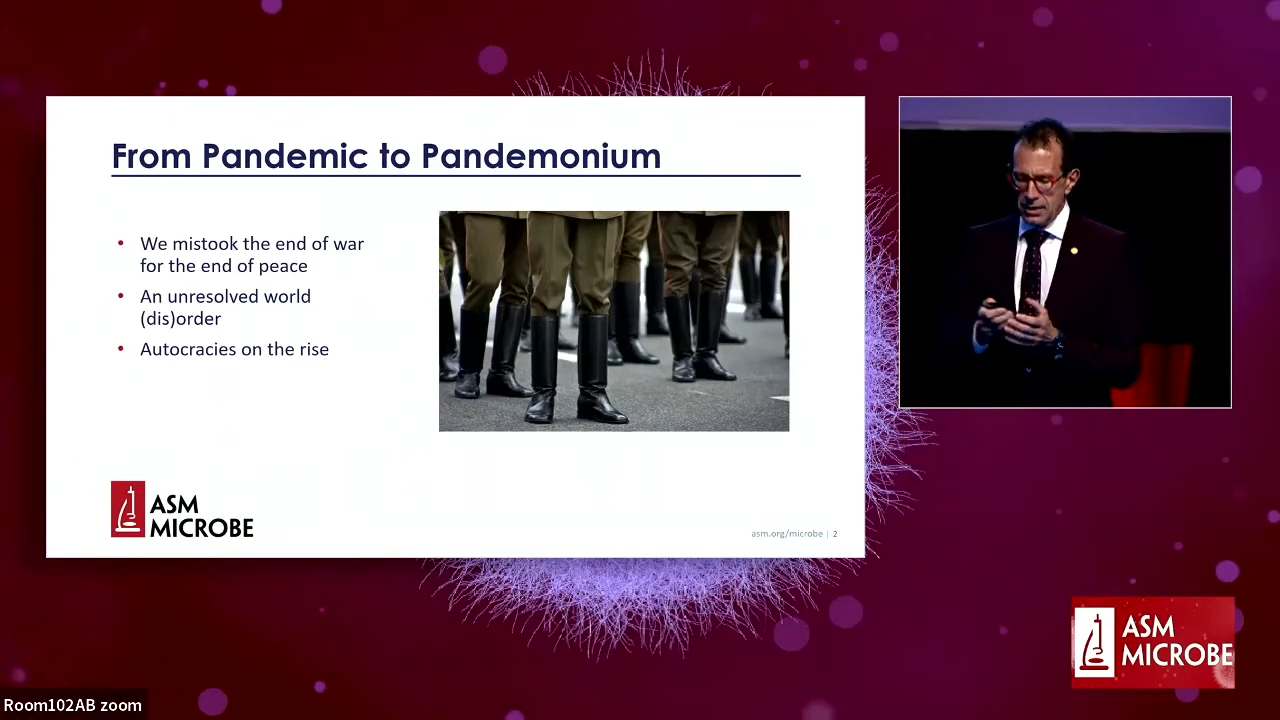 From Pandemic to Pandemonium
• We mistook the end of war
for the end of peace
• An unresolved world
(dis)order
• Autocracies on the rise
ASM
MICROBE
asm.org/microbe | 2
ASM
MICROBE
Room102AB zoom